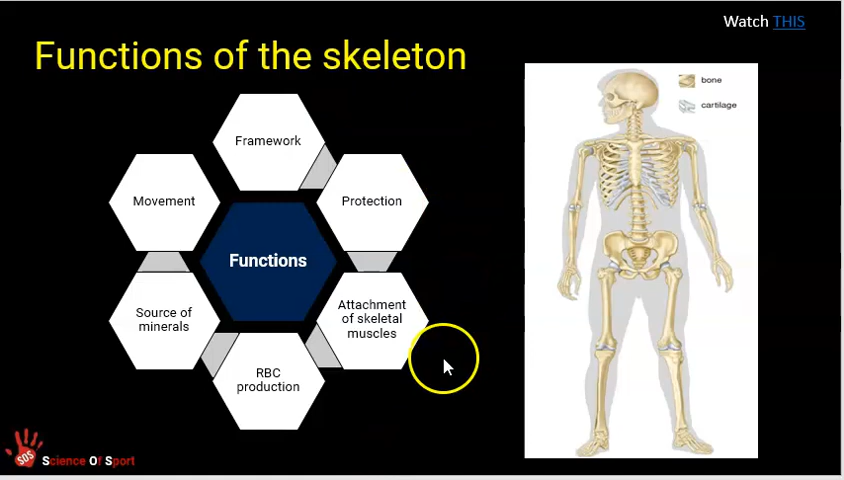 Watch THIS
Functions of the skeleton
Framework
Protection
Attachment
of skeletal
muscles
RBC
production
Source of
minerals
Movement
Functions
bone
cartilage
SOS
Science Of Sport